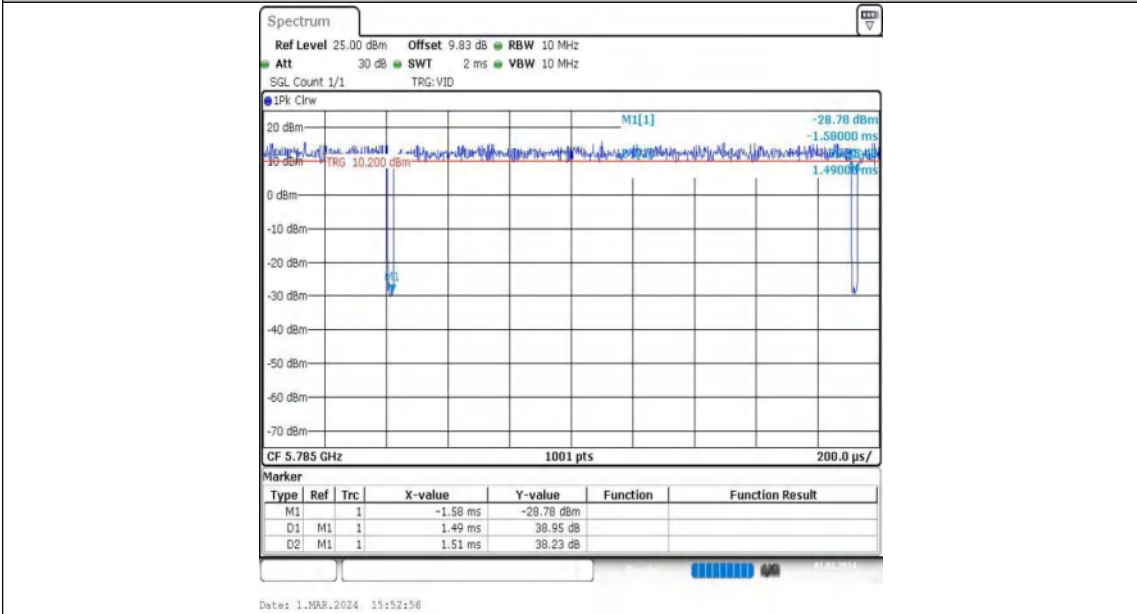 Spectrum
Ref Level 25.00 dBm Offset 9.83 dB RBW 10 MHz
Att 30 dB SWT 2 ms VBW 10 MHz
SGL Count 1/1 TRG:VID
1Pk Clrw
M1[1] -28.78 dBm
-1.58000 ms
20 dBm
10 dBm
TRG 10.200 dBm
1.49000 ms
0 dBm
-10 dBm
-20 dBm
M1
-30 dBm
-40 dBm
-50 dBm
-60 dBm
-70 dBm
CF 5.785 GHz 1001 pts 200.0 µs/
Marker
Type Ref Trc X-value Y-value Function Function Result
M1 1 -1.58 ms -28.78 dBm
D1 M1 1 1.49 ms 38.95 dB
D2 M1 1 1.51 ms 38.23 dB
Date: 1.MAR.2024 15:52:56